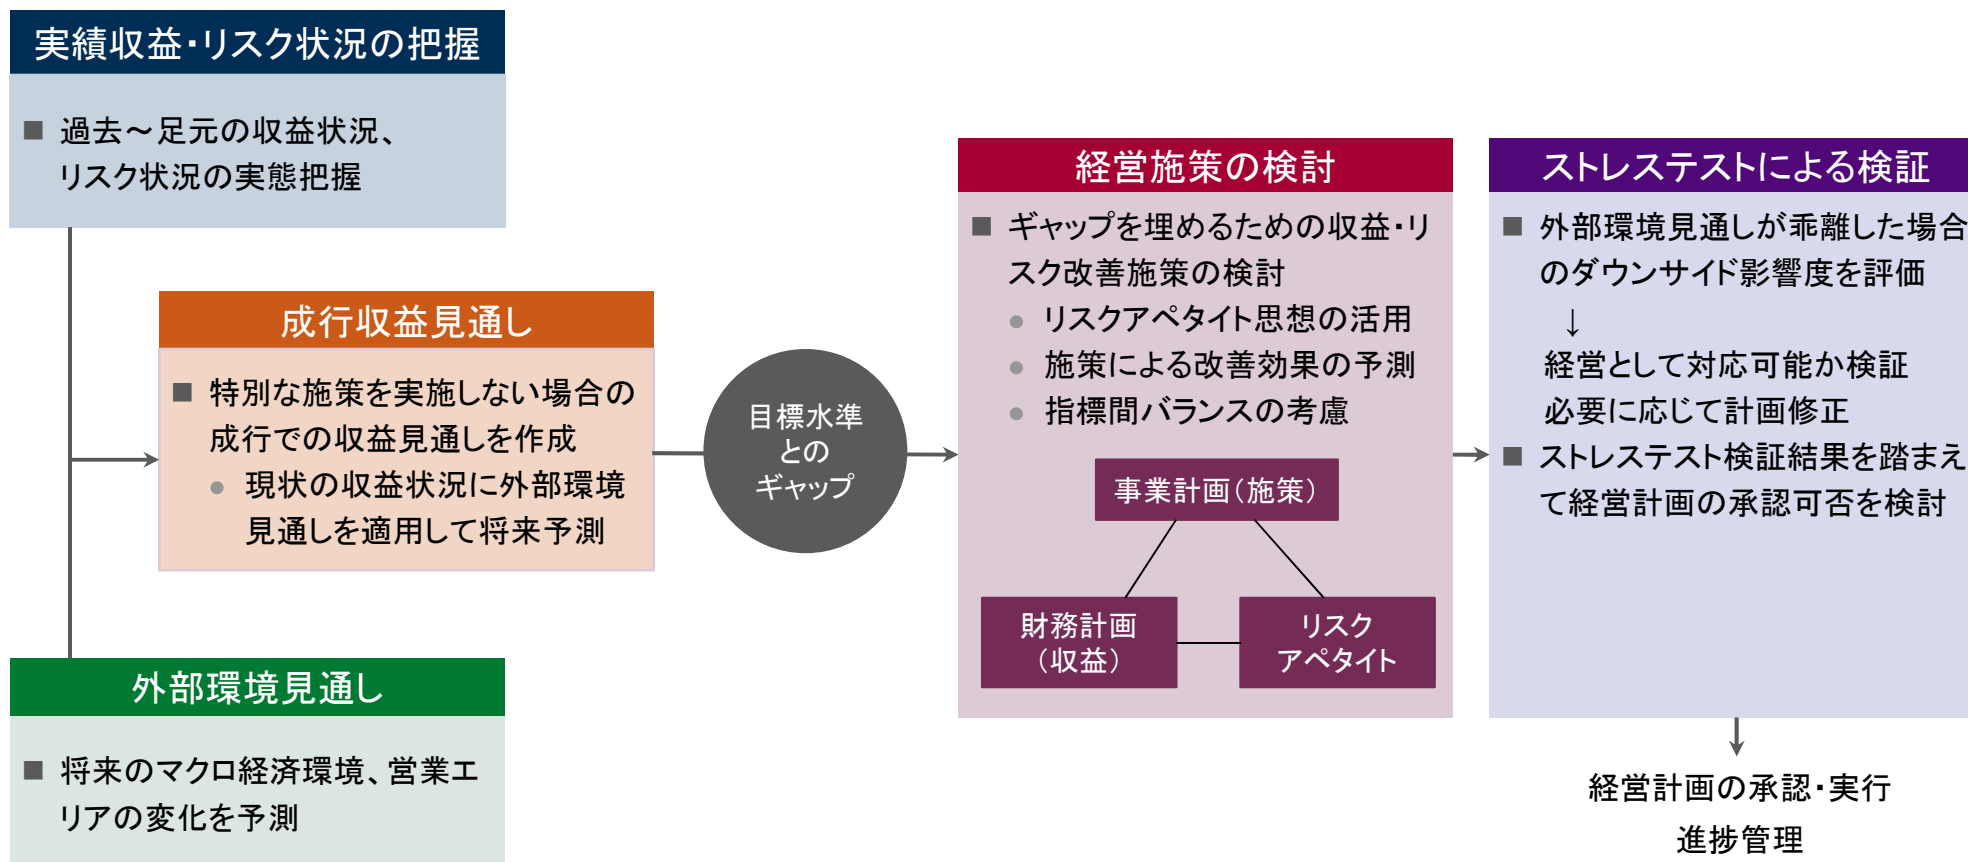 実績収益・リスク状況の把握
過去～足元の収益状況、
リスク状況の実態把握
成行収益見通し
特別な施策を実施しない場合の
成行での収益見通しを作成
現状の収益状況に外部環境
見通しを適用して将来予測
外部環境見通し
将来のマクロ経済環境、営業エ
リアの変化を予測
目標水準
との
ギャップ
経営施策の検討
ギャップを埋めるための収益・リ
スク改善施策の検討
リスクアペタイト思想の活用
施策による改善効果の予測
指標間バランスの考慮
事業計画（施策）
財務計画
（収益）
リスク
アペタイト
ストレステストによる検証
外部環境見通しが乖離した場合
のダウンサイド影響度を評価
↓
経営として対応可能か検証
必要に応じて計画修正
ストレステスト検証結果を踏まえ
て経営計画の承認可否を検討
経営計画の承認・実行
進捗管理